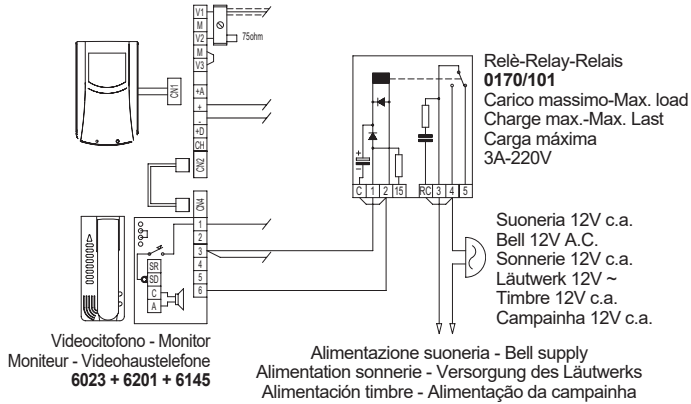 V1
M
V2
75ohm
M
V3
+A
+
-
+D
CH
CN1
CN2
CN4
1
2
3
4
5
6
SR
SD
C
A
Videocitofono - Monitor
Moniteur - Videohaustelefone
6023 + 6201 + 6145
+
C 1 2 15 RC 3 4 5
Relè-Relay-Relais
0170/101
Carico massimo-Max. load
Charge max.-Max. Last
Carga máxima
3A-220V
Suoneria 12V c.a.
Bell 12V A.C.
Sonnerie 12V c.a.
Läutwerk 12V ~
Timbre 12V c.a.
Campainha 12V c.a.
Alimentazione suoneria - Bell supply
Alimentation sonnerie - Versorgung des Läutwerks
Alimentación timbre - Alimentação da campainha